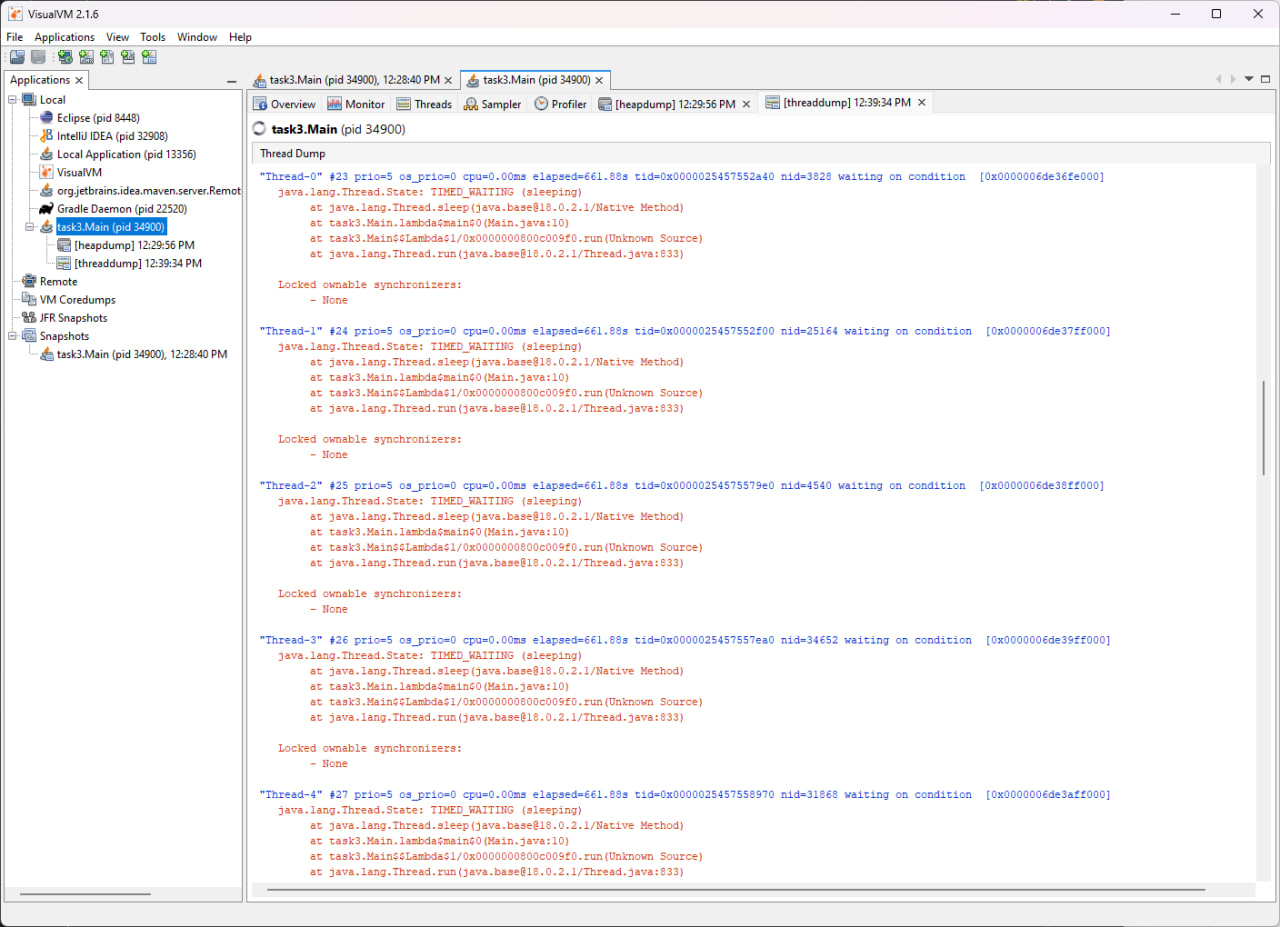 VisualVM 2.1.6
File Applications View Tools Window Help
Applications
Local
Eclipse (pid 8448)
IntelliJ IDEA (pid 32908)
Local Application (pid 13356)
VisualVM
org.jetbrains.idea.maven.server.Remot
Gradle Daemon (pid 22520)
task3.Main (pid 34900)
[heapdump] 12:29:56 PM
[threaddump] 12:39:34 PM
Remote
VM Coredumps
JFR Snapshots
Snapshots
task3.Main (pid 34900), 12:28:40 PM
task3.Main (pid 34900), 12:28:40 PM task3.Main (pid 34900)
Overview Monitor Threads Sampler Profiler [heapdump] 12:29:56 PM [threaddump] 12:39:34 PM
task3.Main (pid 34900)
Thread Dump
"Thread-0" #23 prio=5 os_prio=0 cpu=0.00ms elapsed=661.88s tid=0x0000025457552a40 nid=3828 waiting on condition [0x0000006de36fe000]
java.lang.Thread.State: TIMED_WAITING (sleeping)
at java.lang.Thread.sleep(java.base@18.0.2.1/Native Method)
at task3.Main.lambda$main$0(Main.java:10)
at task3.Main$$Lambda$1/0x0000000800c009f0.run(Unknown Source)
at java.lang.Thread.run(java.base@18.0.2.1/Thread.java:833)
Locked ownable synchronizers:
- None
"Thread-1" #24 prio=5 os_prio=0 cpu=0.00ms elapsed=661.88s tid=0x0000025457552f00 nid=25164 waiting on condition [0x0000006de37ff000]
java.lang.Thread.State: TIMED_WAITING (sleeping)
at java.lang.Thread.sleep(java.base@18.0.2.1/Native Method)
at task3.Main.lambda$main$0(Main.java:10)
at task3.Main$$Lambda$1/0x0000000800c009f0.run(Unknown Source)
at java.lang.Thread.run(java.base@18.0.2.1/Thread.java:833)
Locked ownable synchronizers:
- None
"Thread-2" #25 prio=5 os_prio=0 cpu=0.00ms elapsed=661.88s tid=0x00000254575579e0 nid=4540 waiting on condition [0x0000006de38ff000]
java.lang.Thread.State: TIMED_WAITING (sleeping)
at java.lang.Thread.sleep(java.base@18.0.2.1/Native Method)
at task3.Main.lambda$main$0(Main.java:10)
at task3.Main$$Lambda$1/0x0000000800c009f0.run(Unknown Source)
at java.lang.Thread.run(java.base@18.0.2.1/Thread.java:833)
Locked ownable synchronizers:
- None
"Thread-3" #26 prio=5 os_prio=0 cpu=0.00ms elapsed=661.88s tid=0x0000025457557ea0 nid=34652 waiting on condition [0x0000006de39ff000]
java.lang.Thread.State: TIMED_WAITING (sleeping)
at java.lang.Thread.sleep(java.base@18.0.2.1/Native Method)
at task3.Main.lambda$main$0(Main.java:10)
at task3.Main$$Lambda$1/0x0000000800c009f0.run(Unknown Source)
at java.lang.Thread.run(java.base@18.0.2.1/Thread.java:833)
Locked ownable synchronizers:
- None
"Thread-4" #27 prio=5 os_prio=0 cpu=0.00ms elapsed=661.88s tid=0x0000025457558970 nid=31868 waiting on condition [0x0000006de3aff000]
java.lang.Thread.State: TIMED_WAITING (sleeping)
at java.lang.Thread.sleep(java.base@18.0.2.1/Native Method)
at task3.Main.lambda$main$0(Main.java:10)
at task3.Main$$Lambda$1/0x0000000800c009f0.run(Unknown Source)
at java.lang.Thread.run(java.base@18.0.2.1/Thread.java:833)